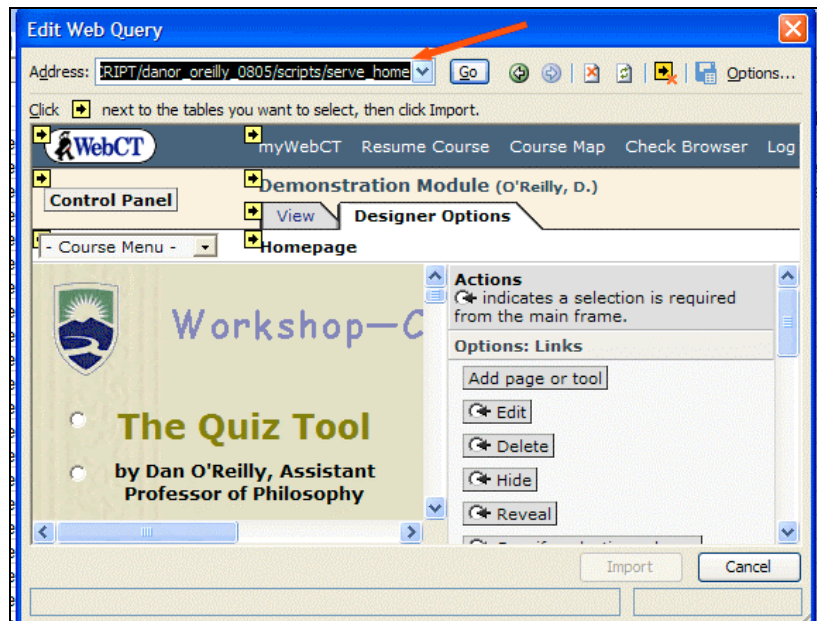 Edit Web Query
Address: CRIPT/danor_oreilly_0805/scripts/serve_home Go Options...
Click next to the tables you want to select, then click Import.
WebCT myWebCT Resume Course Course Map Check Browser Log
Control Panel
Demonstration Module (O'Reilly, D.)
View Designer Options
- Course Menu - Homepage
Workshop—C
The Quiz Tool
by Dan O'Reilly, Assistant
Professor of Philosophy
Actions
indicates a selection is required
from the main frame.
Options: Links
Add page or tool
Edit
Delete
Hide
Reveal
Import Cancel